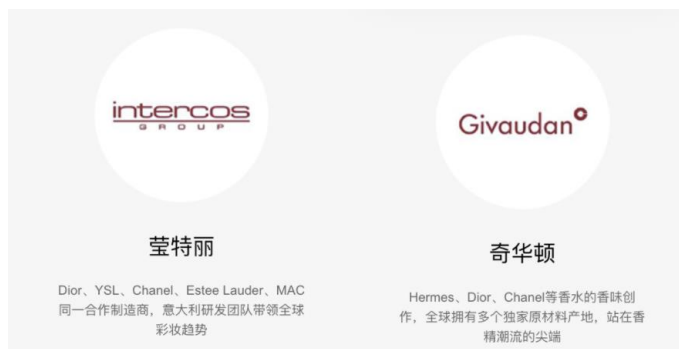 intercos
GROUP
莹特丽
Dior、YSL、Chanel、Estee Lauder、MAC
同一合作制造商，意大利研发团队带领全球
彩妆趋势
Givaudan
奇华顿
Hermes、Dior、Chanel等香水的香味创
作，全球拥有多个独家原材料产地，站在香
精潮流的尖端